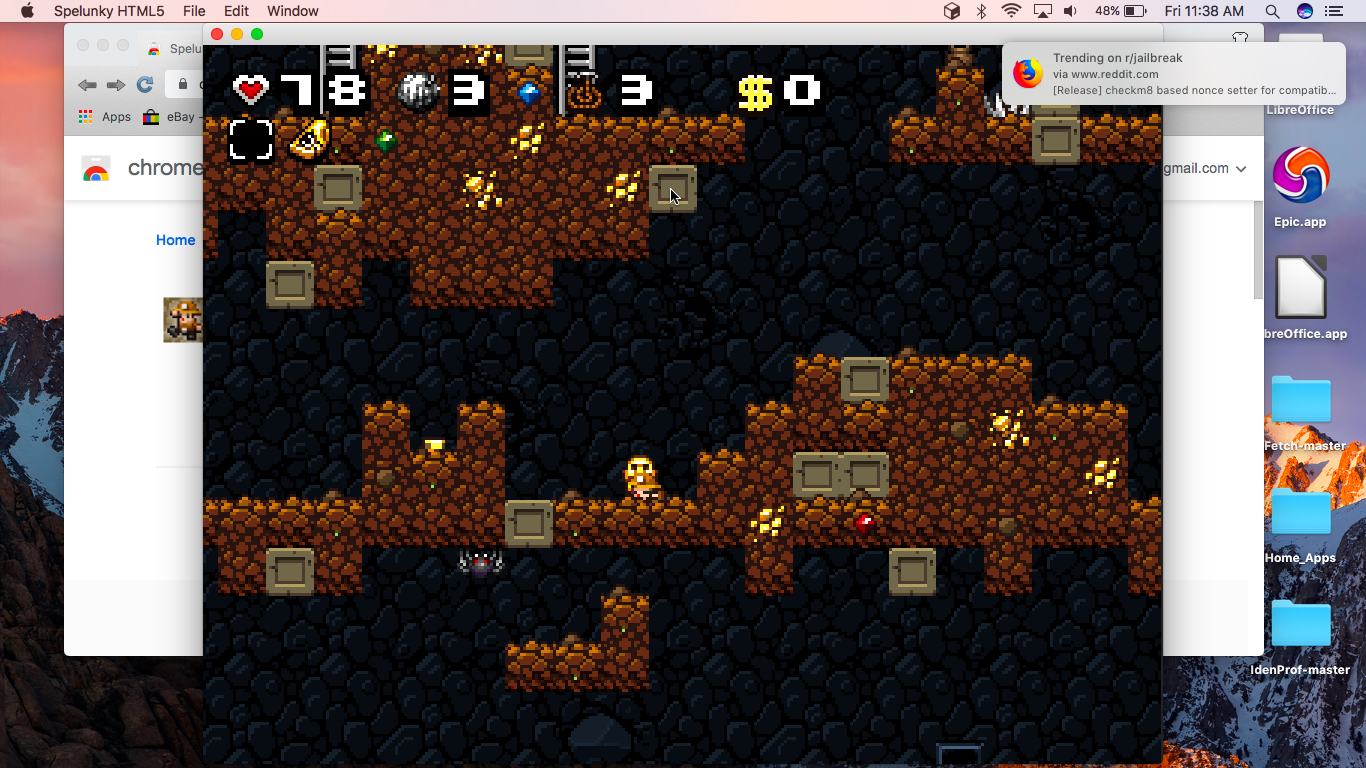 Spelunky HTML5 File Edit Window 48% Fri 11:38 AM
Spelu
Apps eBay -
chrome
gmail.com
Home
78 3 3 $ 0
Trending on r/jailbreak
via www.reddit.com
[Release] checkm8 based nonce setter for compatib...
LibreOffice
Epic.app
breOffice.app
Fetch-master
Home_Apps
IdenProf-master